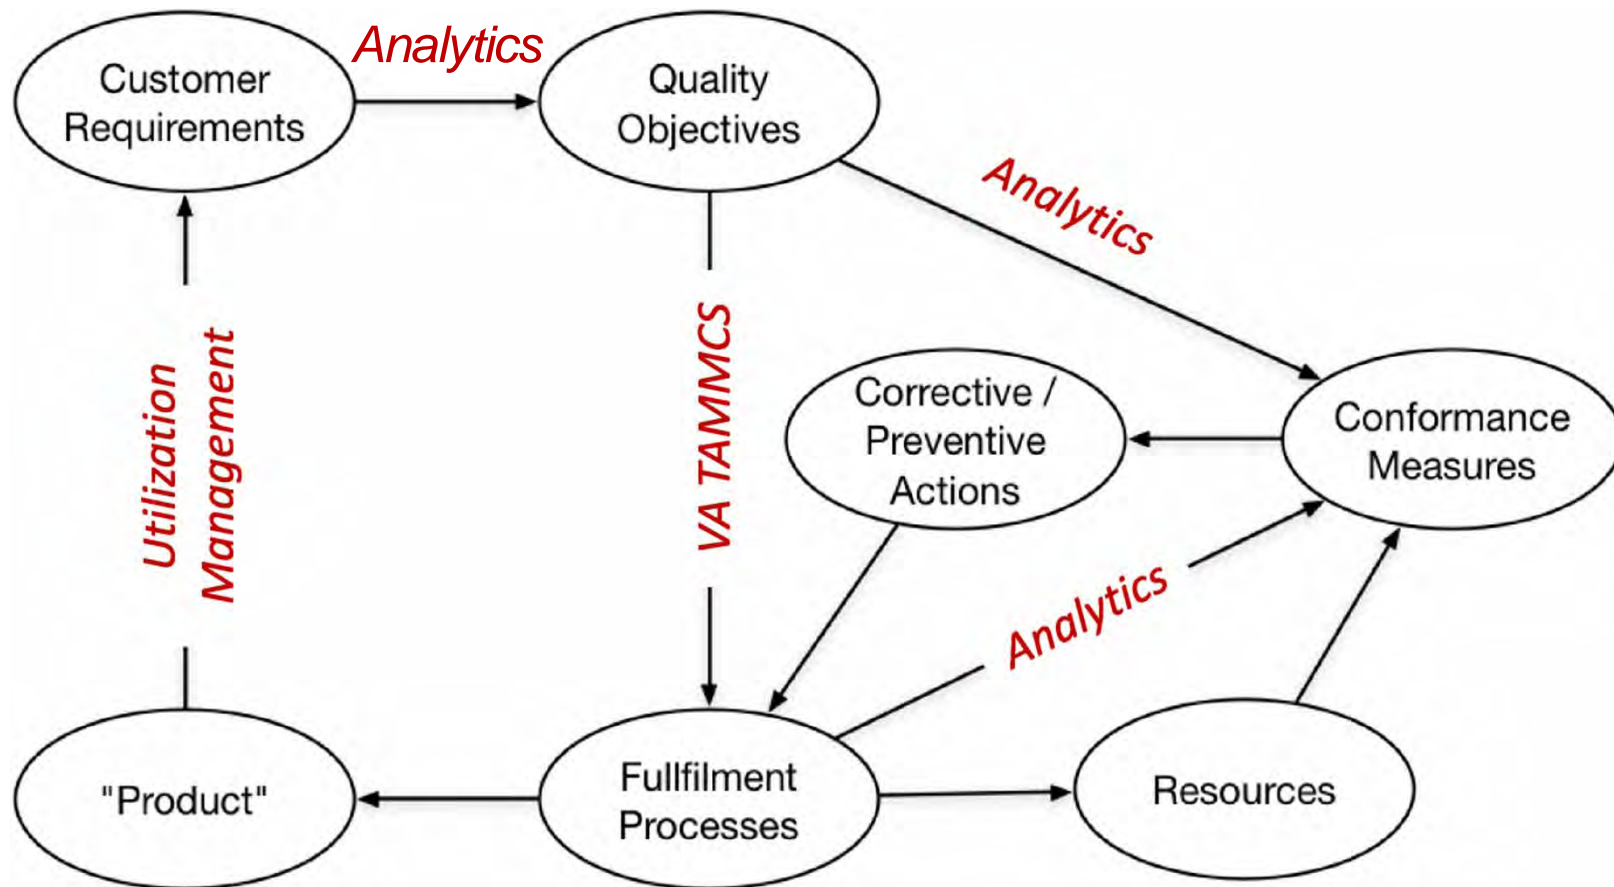 Customer
Requirements
Analytics
Quality
Objectives
Analytics
Utilization
Management
VA TAMMCS
Corrective /
Preventive
Actions
Conformance
Measures
Analytics
"Product"
Fullfilment
Processes
Resources